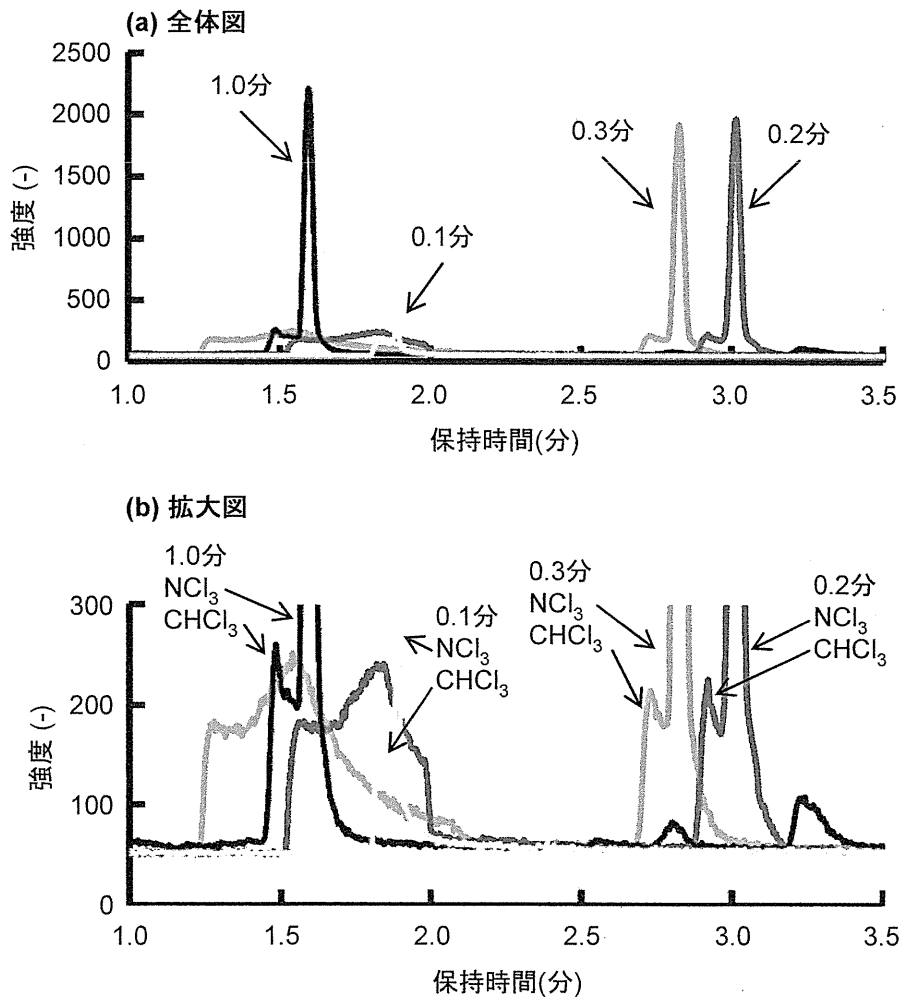 (a) 全体図
2500
2000
1500
1000
500
0
強度 (-)
1.0分
0.1分
0.3分
0.2分
1.0
1.5
2.0
2.5
3.0
3.5
保持時間(分)
(b) 拡大図
300
200
100
0
強度 (-)
1.0分
NCl₃
CHCl₃
0.1分
NCl₃
CHCl₃
0.3分
NCl₃
CHCl₃
0.2分
NCl₃
CHCl₃
1.0
1.5
2.0
2.5
3.0
3.5
保持時間(分)